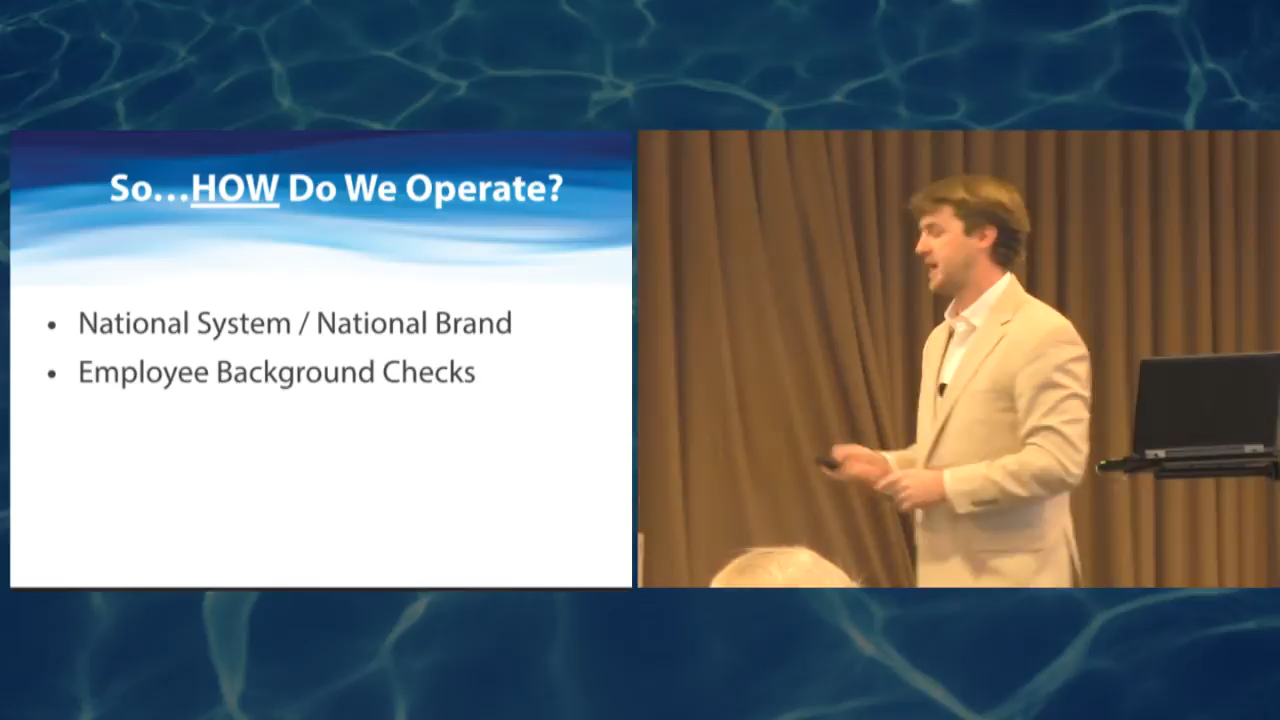 So...HOW Do We Operate?
• National System / National Brand
• Employee Background Checks